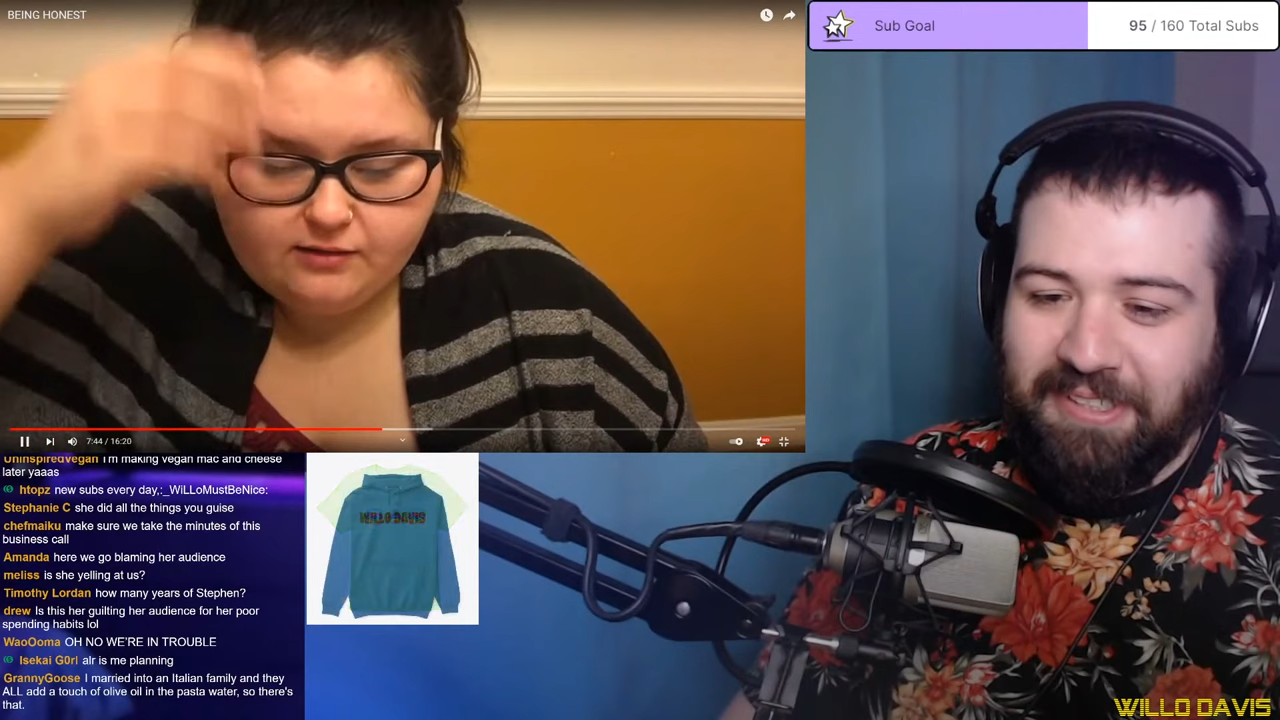 BEING HONEST
Sub Goal
95 / 160 Total Subs
7:44 / 16:20
UninspiredVegan I'm making vegan mac and cheese
later yaaas
htopz new subs every day,:_WiLLoMustBeNice:
Stephanie C she did all the things you guise
chefmaiku make sure we take the minutes of this
business call
Amanda here we go blaming her audience
meliss is she yelling at us?
Timothy Lordan how many years of Stephen?
drew Is this her guilting her audience for her poor
spending habits lol
WaoOoma OH NO WE'RE IN TROUBLE
Isekai G0rl alr is me planning
GrannyGoose I married into an Italian family and they
ALL add a touch of olive oil in the pasta water, so there's
that.
WILLO DAVIS
WILLO DAVIS